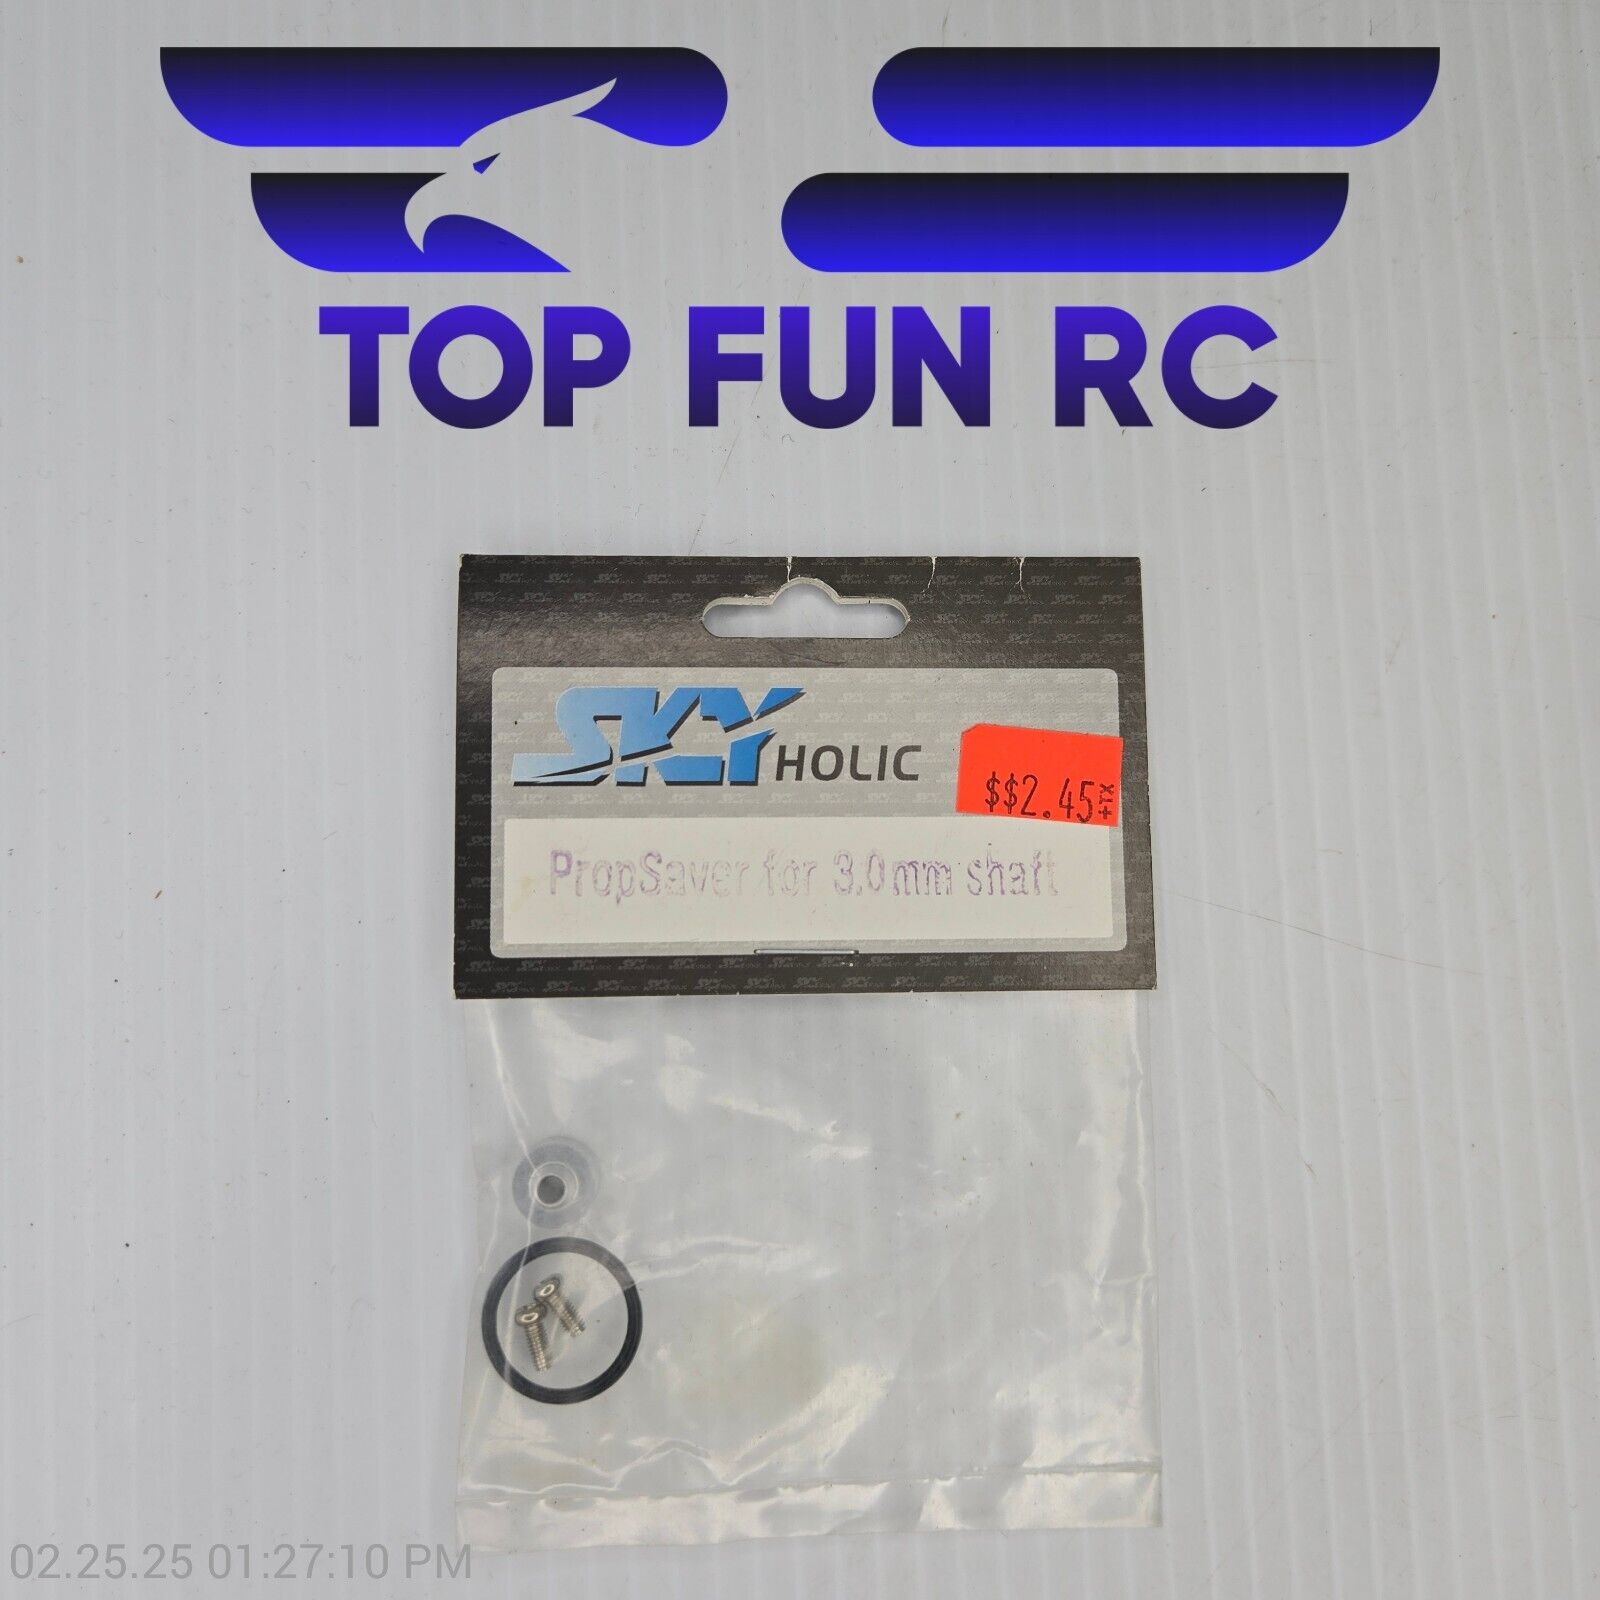 TOP FUN RC
SKY HOLIC
$$2.45 +TX
PropSaver for 3.0mm shaft
02.25.25 01:27:10 PM